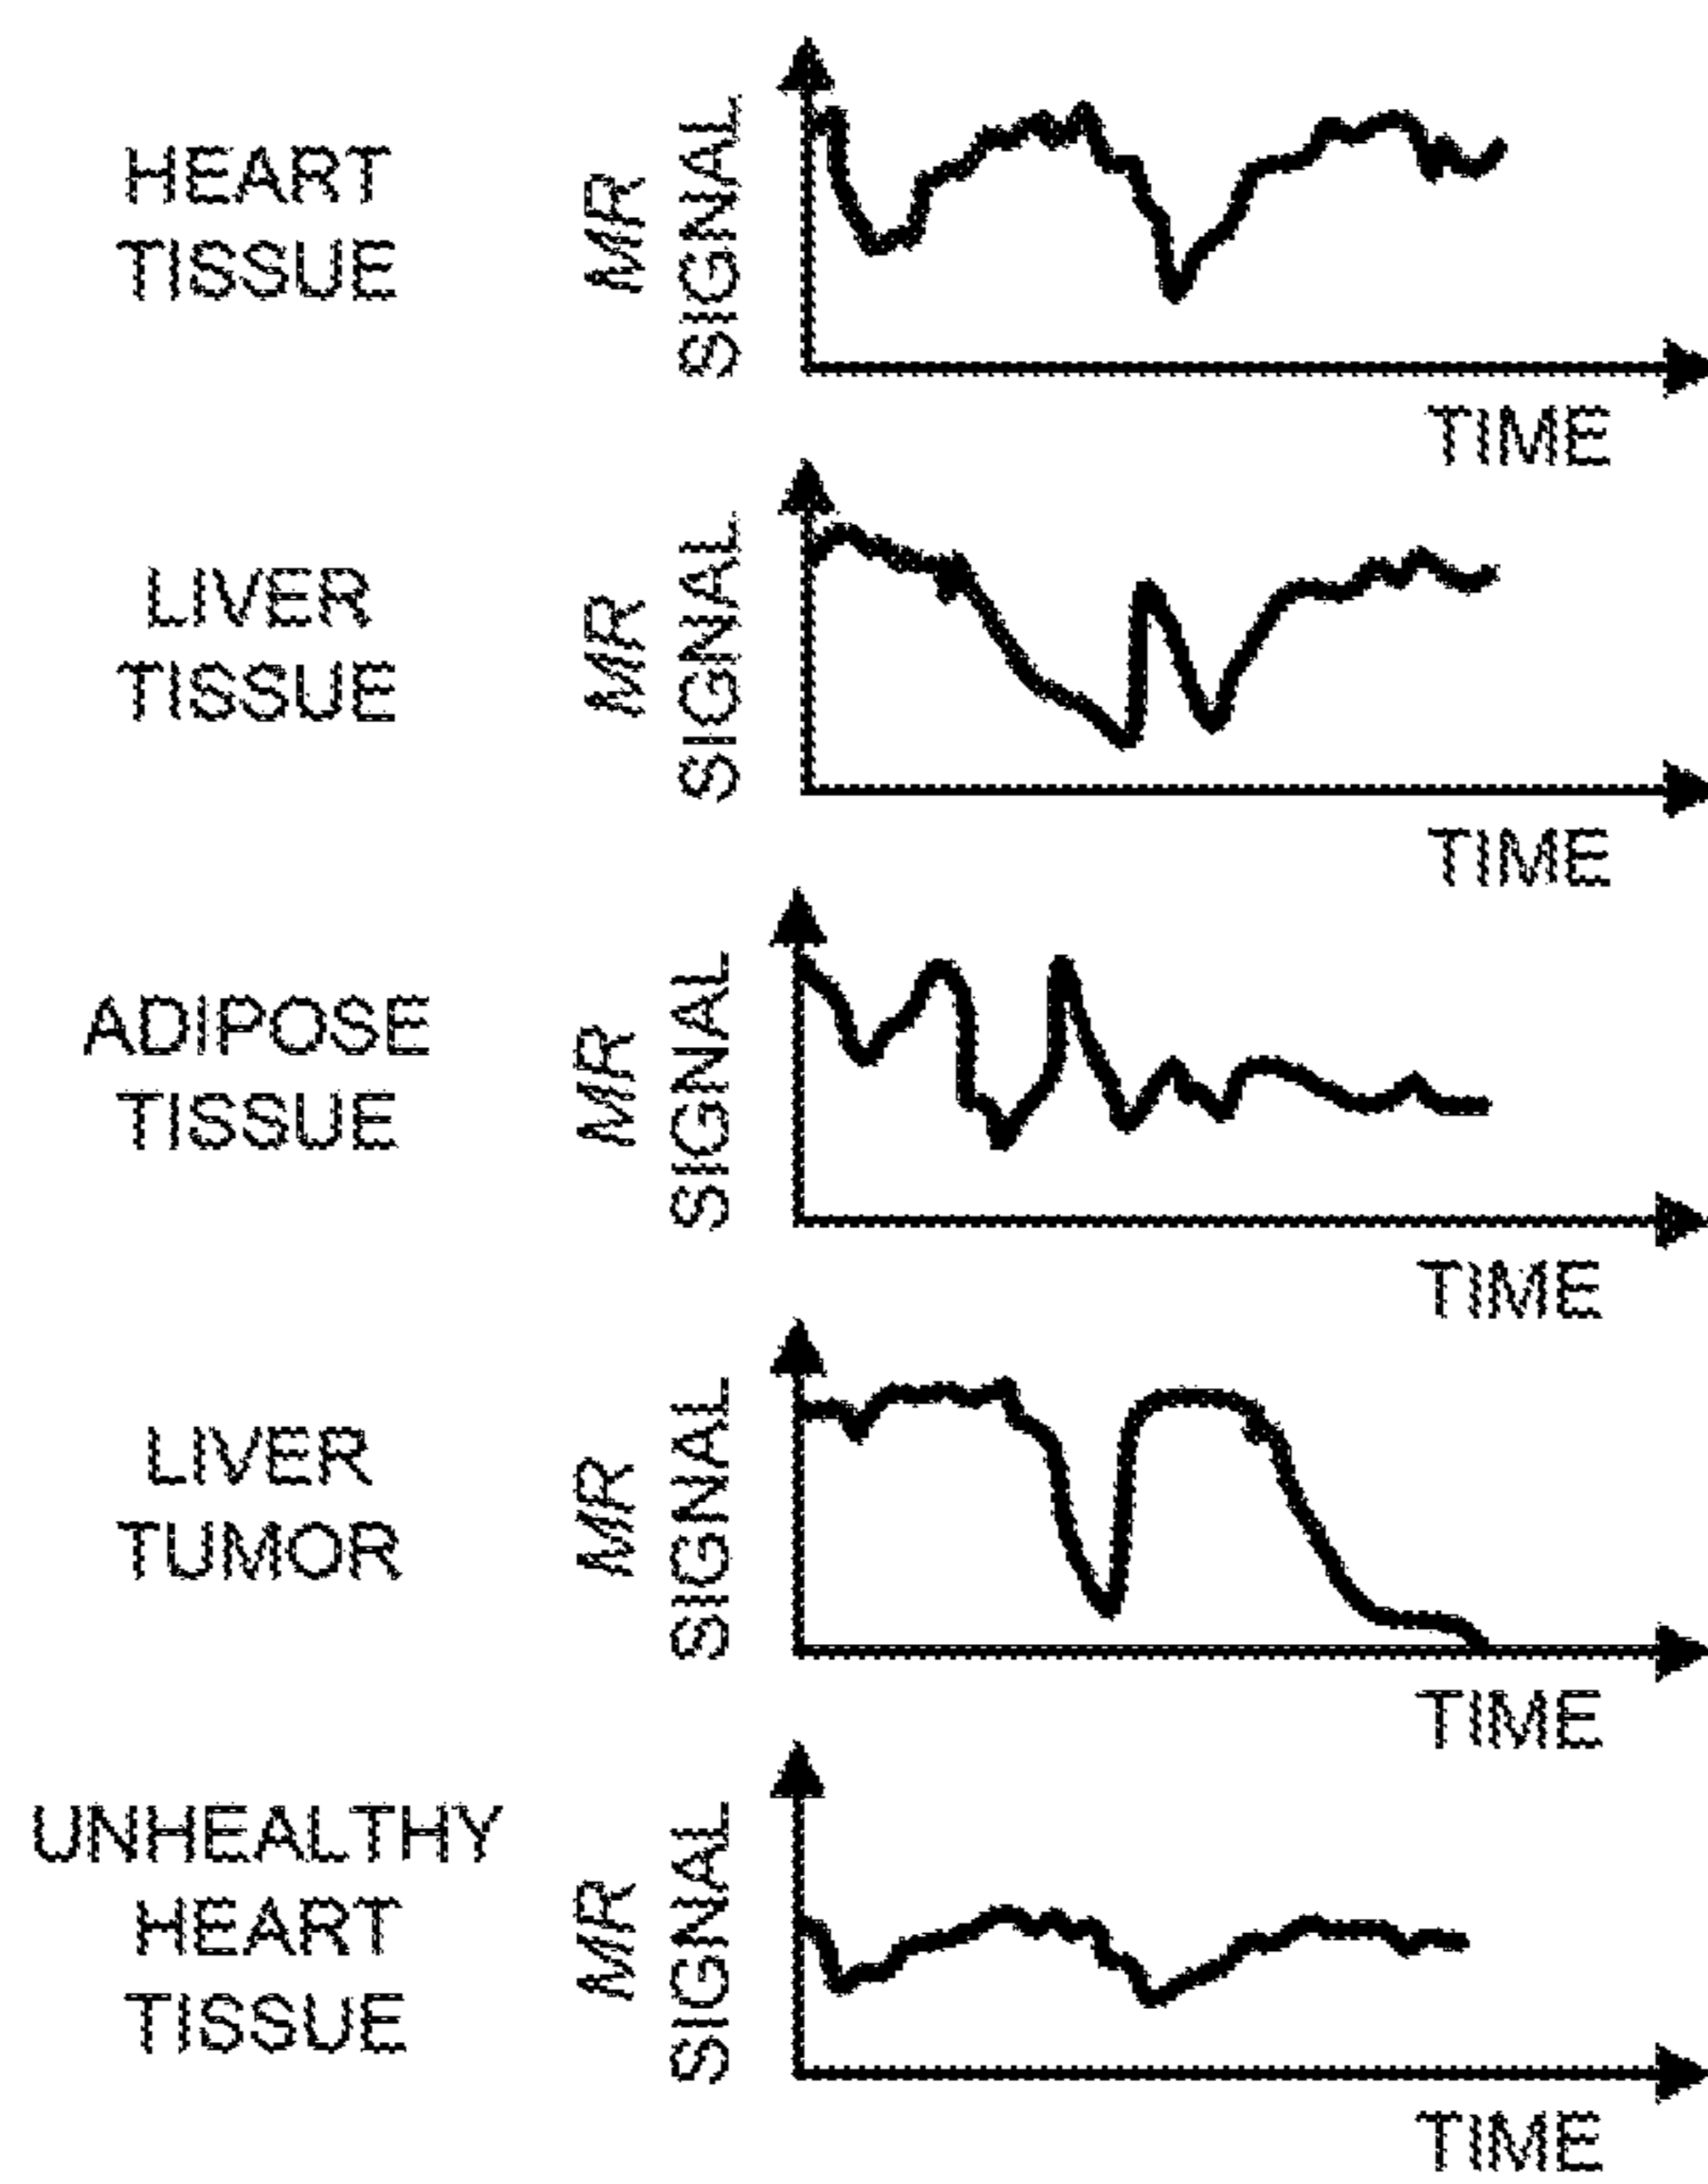 HEART
TISSUE
MR
SIGNAL
TIME
LIVER
TISSUE
MR
SIGNAL
TIME
ADIPOSE
TISSUE
MR
SIGNAL
TIME
LIVER
TUMOR
MR
SIGNAL
TIME
UNHEALTHY
HEART
TISSUE
MR
SIGNAL
TIME